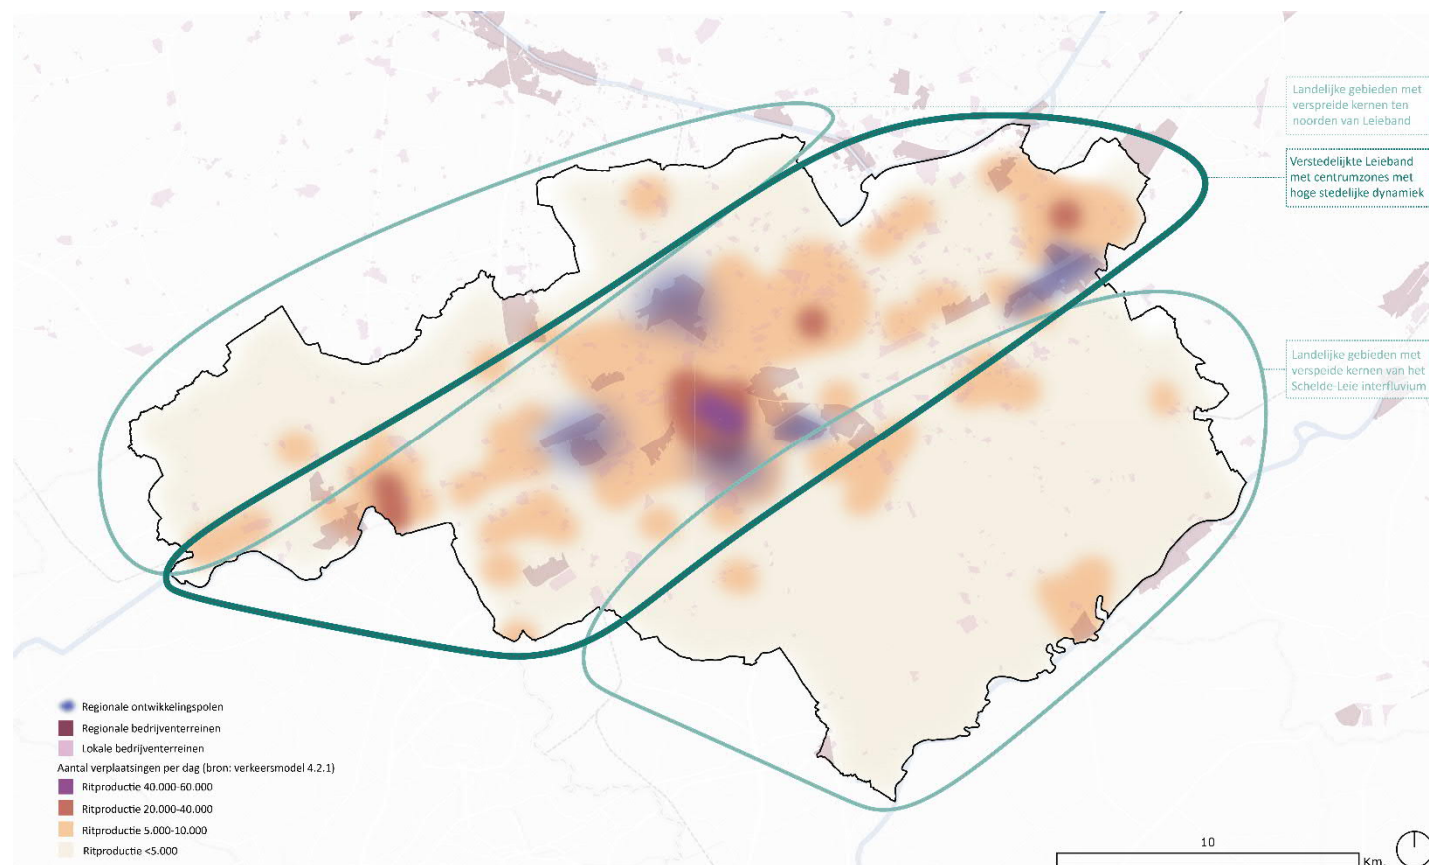 Landelijke gebieden met
verspreide kernen ten
noorden van Leieband
Verstedelijkte Leieband
met centrumzones met
hoge stedelijke dynamiek
Landelijke gebieden met
verspeide kernen van het
Schelde-Leie interfluvium
Regionale ontwikkelingspolen
Regionale bedrijventerreinen
Lokale bedrijventerreinen
Aantal verplaatsingen per dag (bron: verkeersmodel 4.2.1)
Ritproductie 40.000-60.000
Ritproductie 20.000-40.000
Ritproductie 5.000-10.000
Ritproductie <5.000
10
Km.